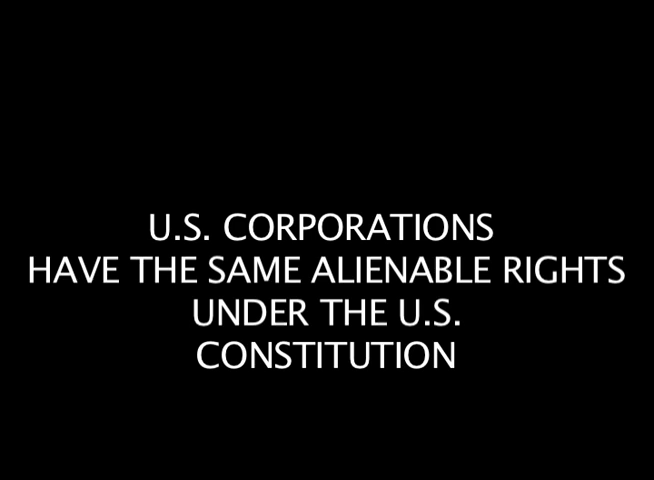 U.S. CORPORATIONS
HAVE THE SAME ALIENABLE RIGHTS
UNDER THE U.S.
CONSTITUTION